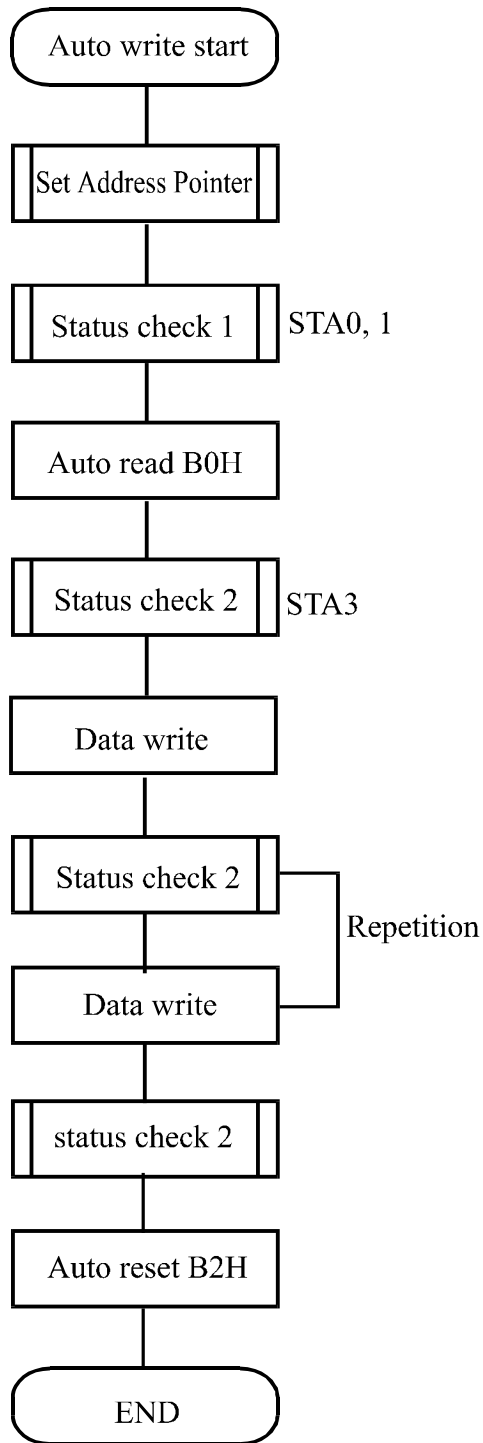 Auto write start
Set Address Pointer
Status check 1
STA0, 1
Auto read B0H
Status check 2
STA3
Data write
Status check 2
Repetition
Data write
status check 2
Auto reset B2H
END